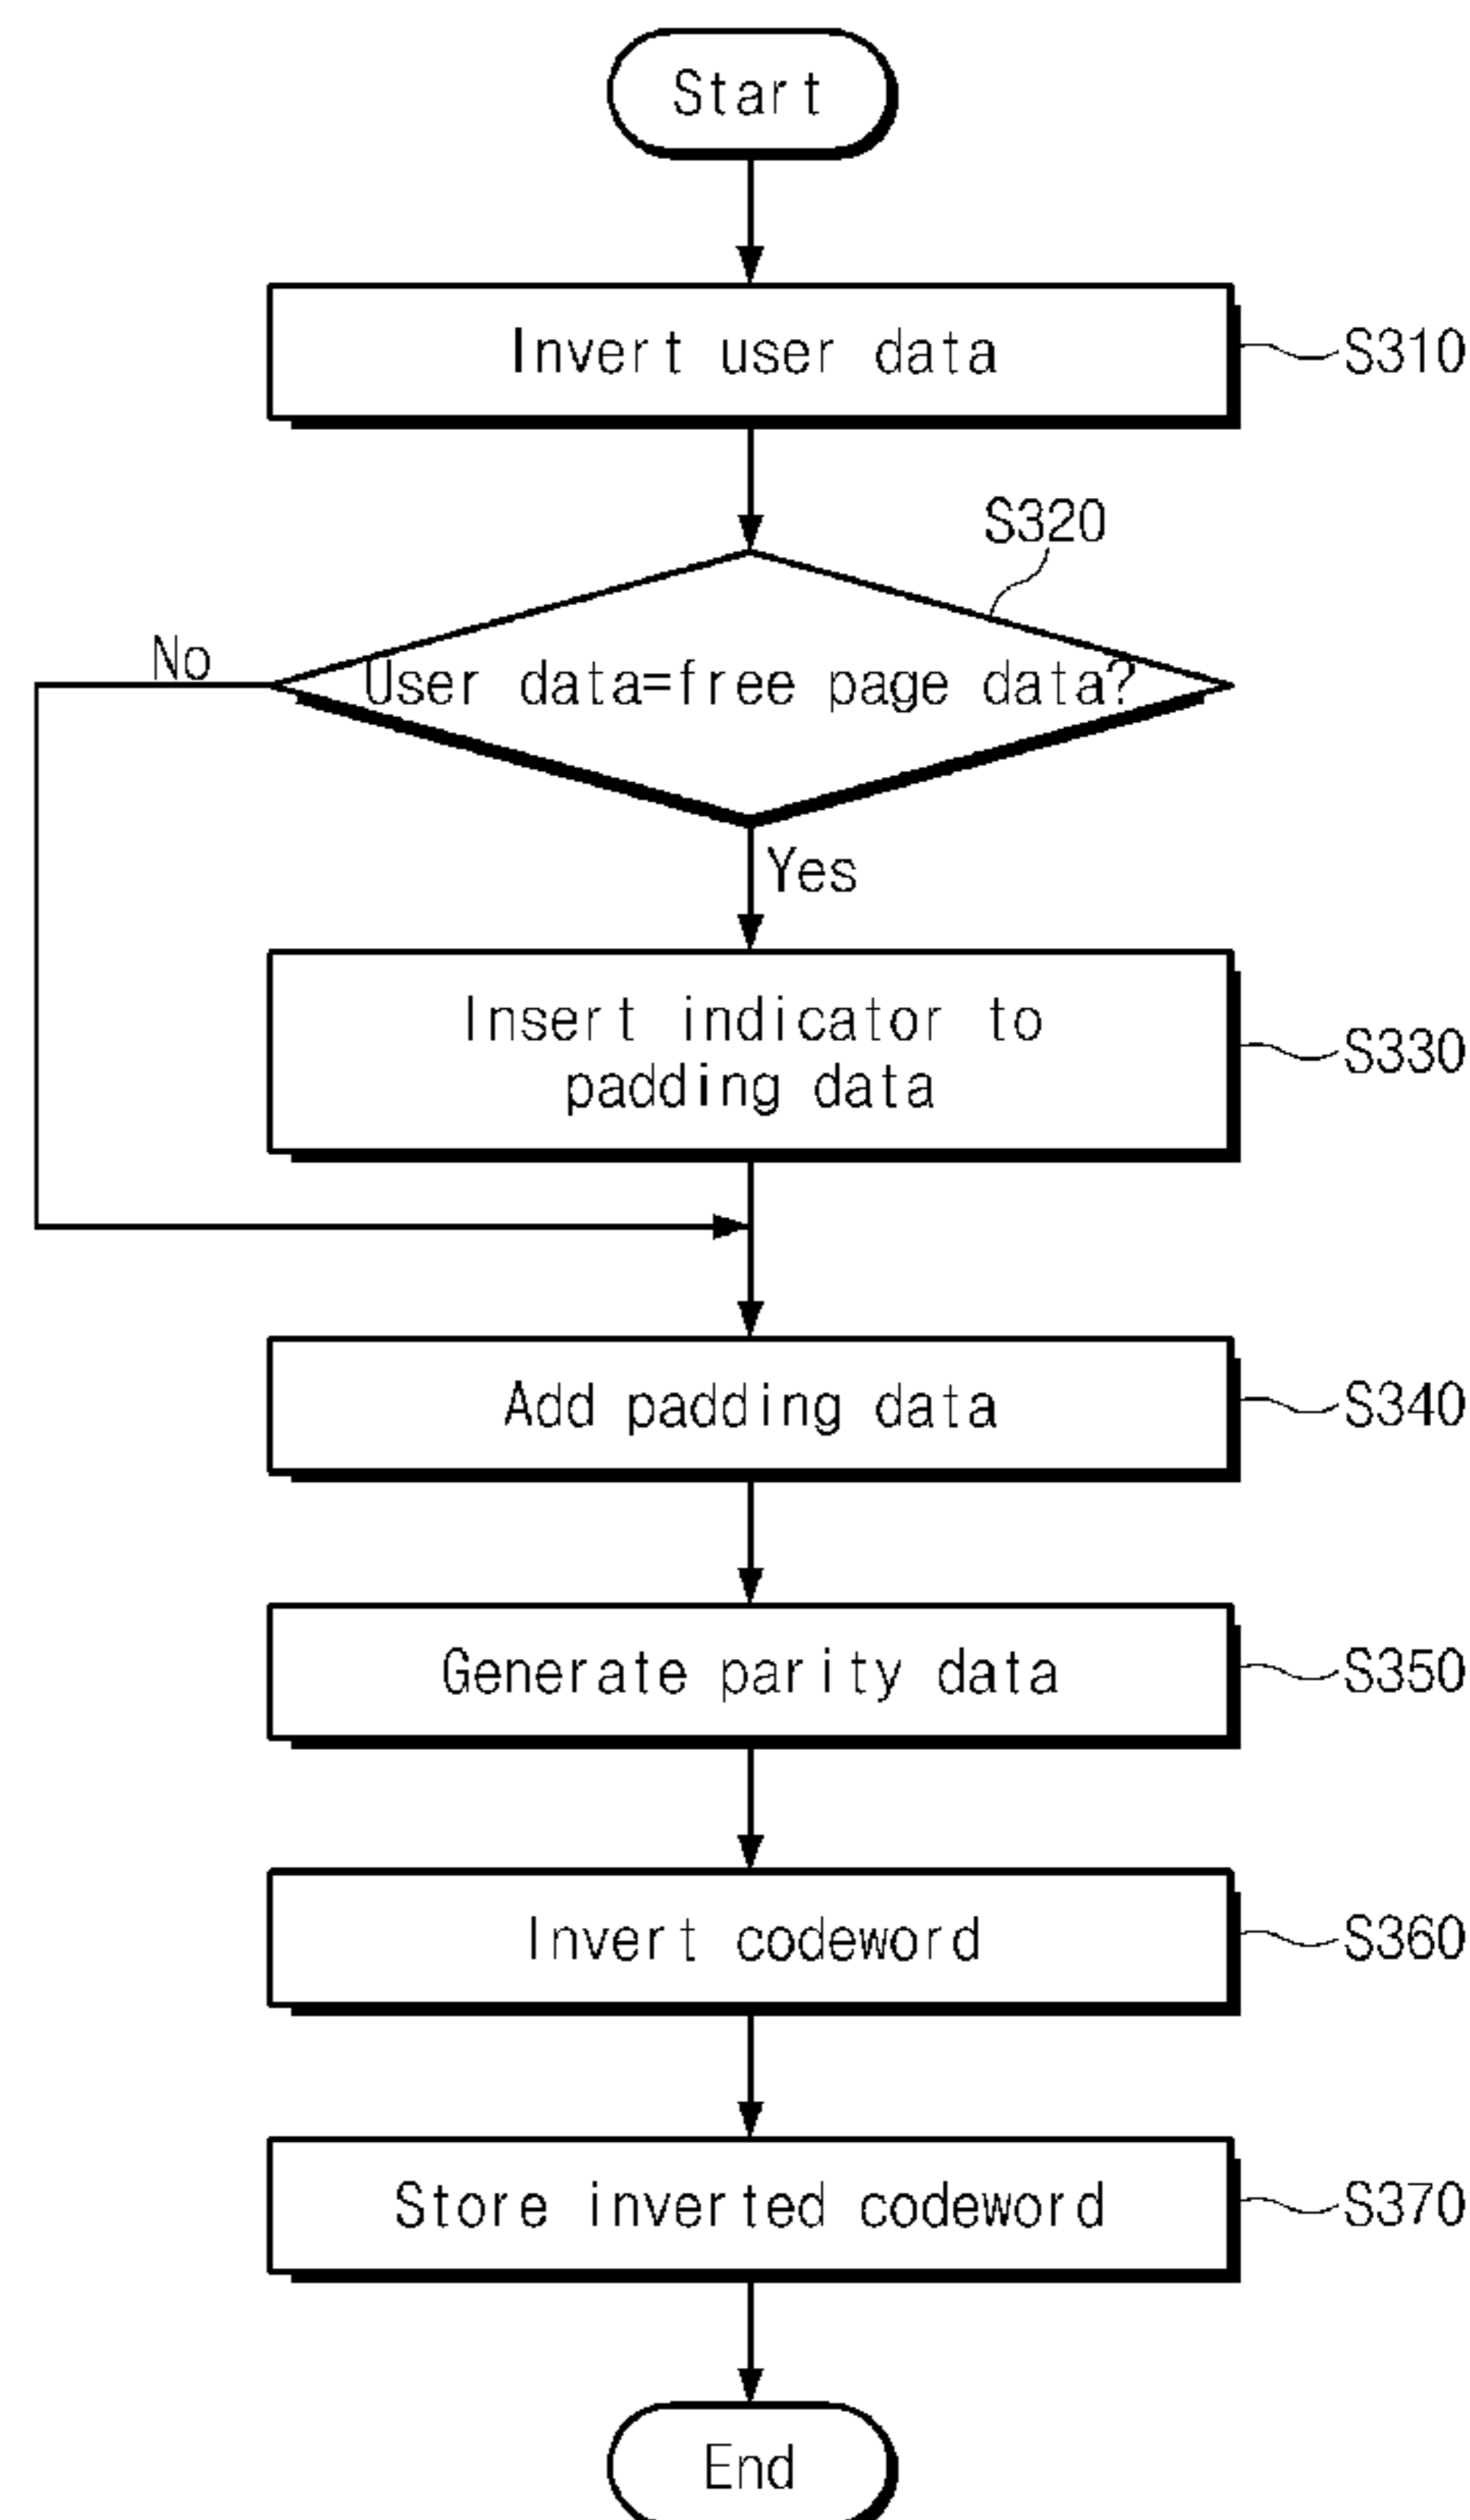 Start
Invert user data
S310
S320
No
User data=free page data?
Yes
Insert indicator to
padding data
S330
Add padding data
S340
Generate parity data
S350
Invert codeword
S360
Store inverted codeword
S370
End